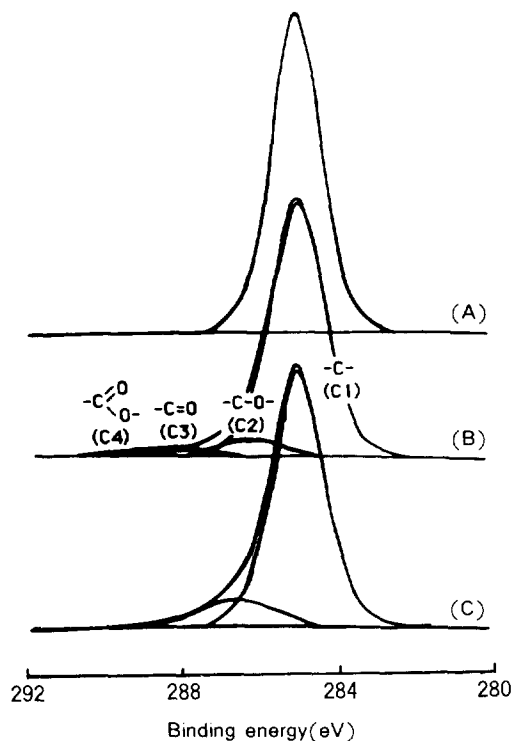 (A)
-C-
(C1)
(B)
O
-C
O-
(C4)
-C=O
(C3)
-C-O-
(C2)
(C)
292
288
284
280
Binding energy(eV)